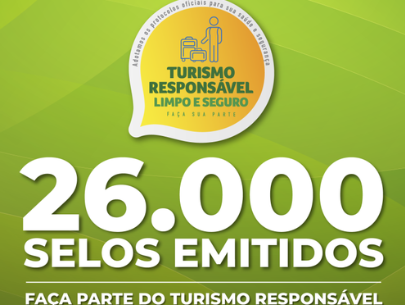 Adotamos os protocolos oficiais para sua saúde e segurança
TURISMO
RESPONSÁVEL
LIMPO E SEGURO
FAÇA SUA PARTE
26.000
SELOS EMITIDOS
FAÇA PARTE DO TURISMO RESPONSÁVEL